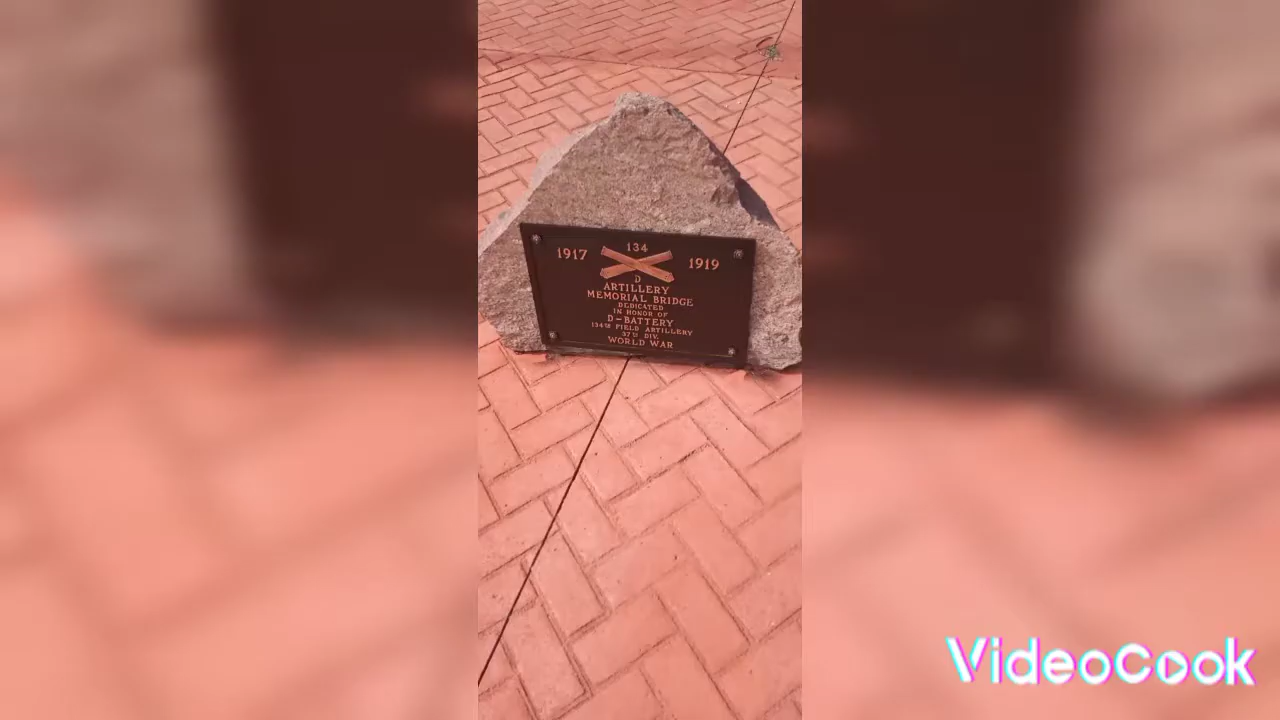 134
1917 1919
D
ARTILLERY
MEMORIAL BRIDGE
DEDICATED
IN HONOR OF
D-BATTERY
134TH FIELD ARTILLERY
37TH DIV.
WORLD WAR
VideoCook